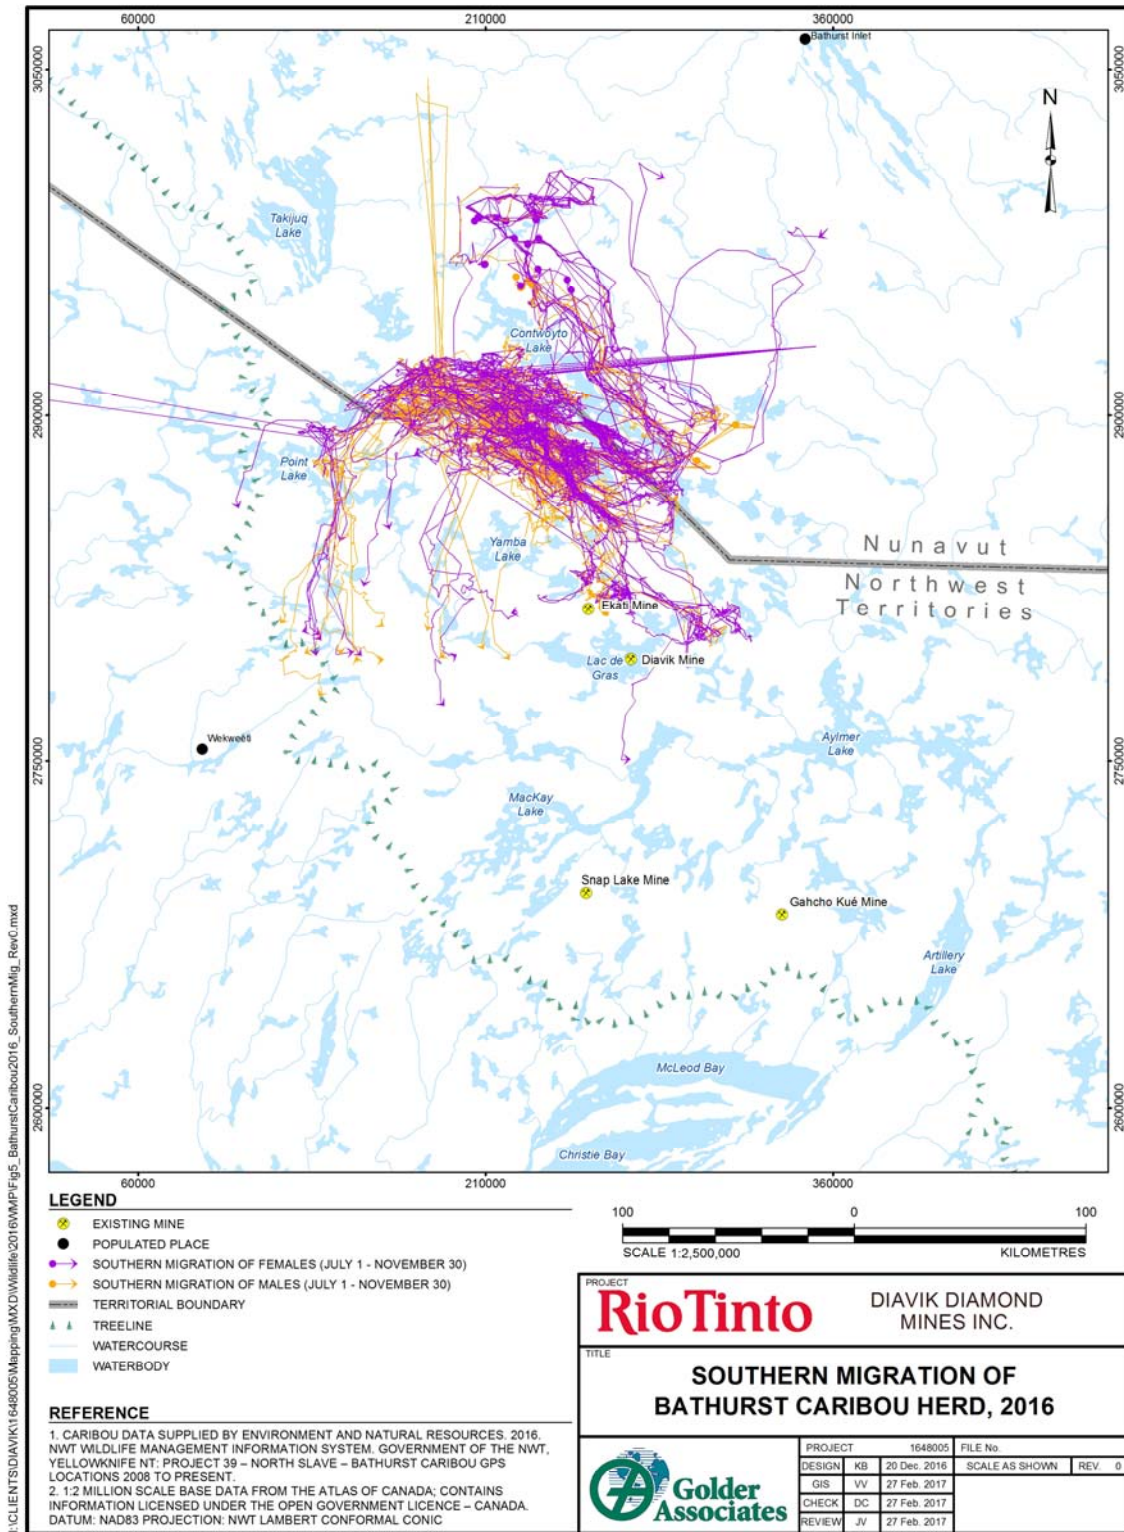 60000 210000 360000
3050000
3050000
Bathurst Inlet
N
Takijuq
Lake
Contwoyto
Lake
2900000
2900000
Point
Lake
Yamba
Lake
Nunavut
Northwest
Territories
Ekati Mine
Lac de
Gras
Diavik Mine
Wekweètì
Aylmer
Lake
2750000
2750000
MacKay
Lake
Snap Lake Mine
Gahcho Kué Mine
Artillery
Lake
McLeod Bay
2600000
2600000
Christie Bay
60000 210000 360000
I:\CLIENTS\DIAVIK\1648005\Mapping\MXD\Wildlife\2016WMP\Fig5_BathurstCaribou2016_SouthernMig_Rev0.mxd
LEGEND
EXISTING MINE
POPULATED PLACE
SOUTHERN MIGRATION OF FEMALES (JULY 1 - NOVEMBER 30)
SOUTHERN MIGRATION OF MALES (JULY 1 - NOVEMBER 30)
TERRITORIAL BOUNDARY
TREELINE
WATERCOURSE
WATERBODY
REFERENCE
1. CARIBOU DATA SUPPLIED BY ENVIRONMENT AND NATURAL RESOURCES. 2016.
NWT WILDLIFE MANAGEMENT INFORMATION SYSTEM. GOVERNMENT OF THE NWT,
YELLOWKNIFE NT: PROJECT 39 – NORTH SLAVE – BATHURST CARIBOU GPS
LOCATIONS 2008 TO PRESENT.
2. 1:2 MILLION SCALE BASE DATA FROM THE ATLAS OF CANADA; CONTAINS
INFORMATION LICENSED UNDER THE OPEN GOVERNMENT LICENCE – CANADA.
DATUM: NAD83 PROJECTION: NWT LAMBERT CONFORMAL CONIC
100 0 100
SCALE 1:2,500,000 KILOMETRES
PROJECT
RioTinto
DIAVIK DIAMOND
MINES INC.
TITLE
SOUTHERN MIGRATION OF
BATHURST CARIBOU HERD, 2016
Golder
Associates
PROJECT 1648005 FILE No.
DESIGN KB 20 Dec. 2016 SCALE AS SHOWN REV. 0
GIS VV 27 Feb. 2017
CHECK DC 27 Feb. 2017
REVIEW JV 27 Feb. 2017